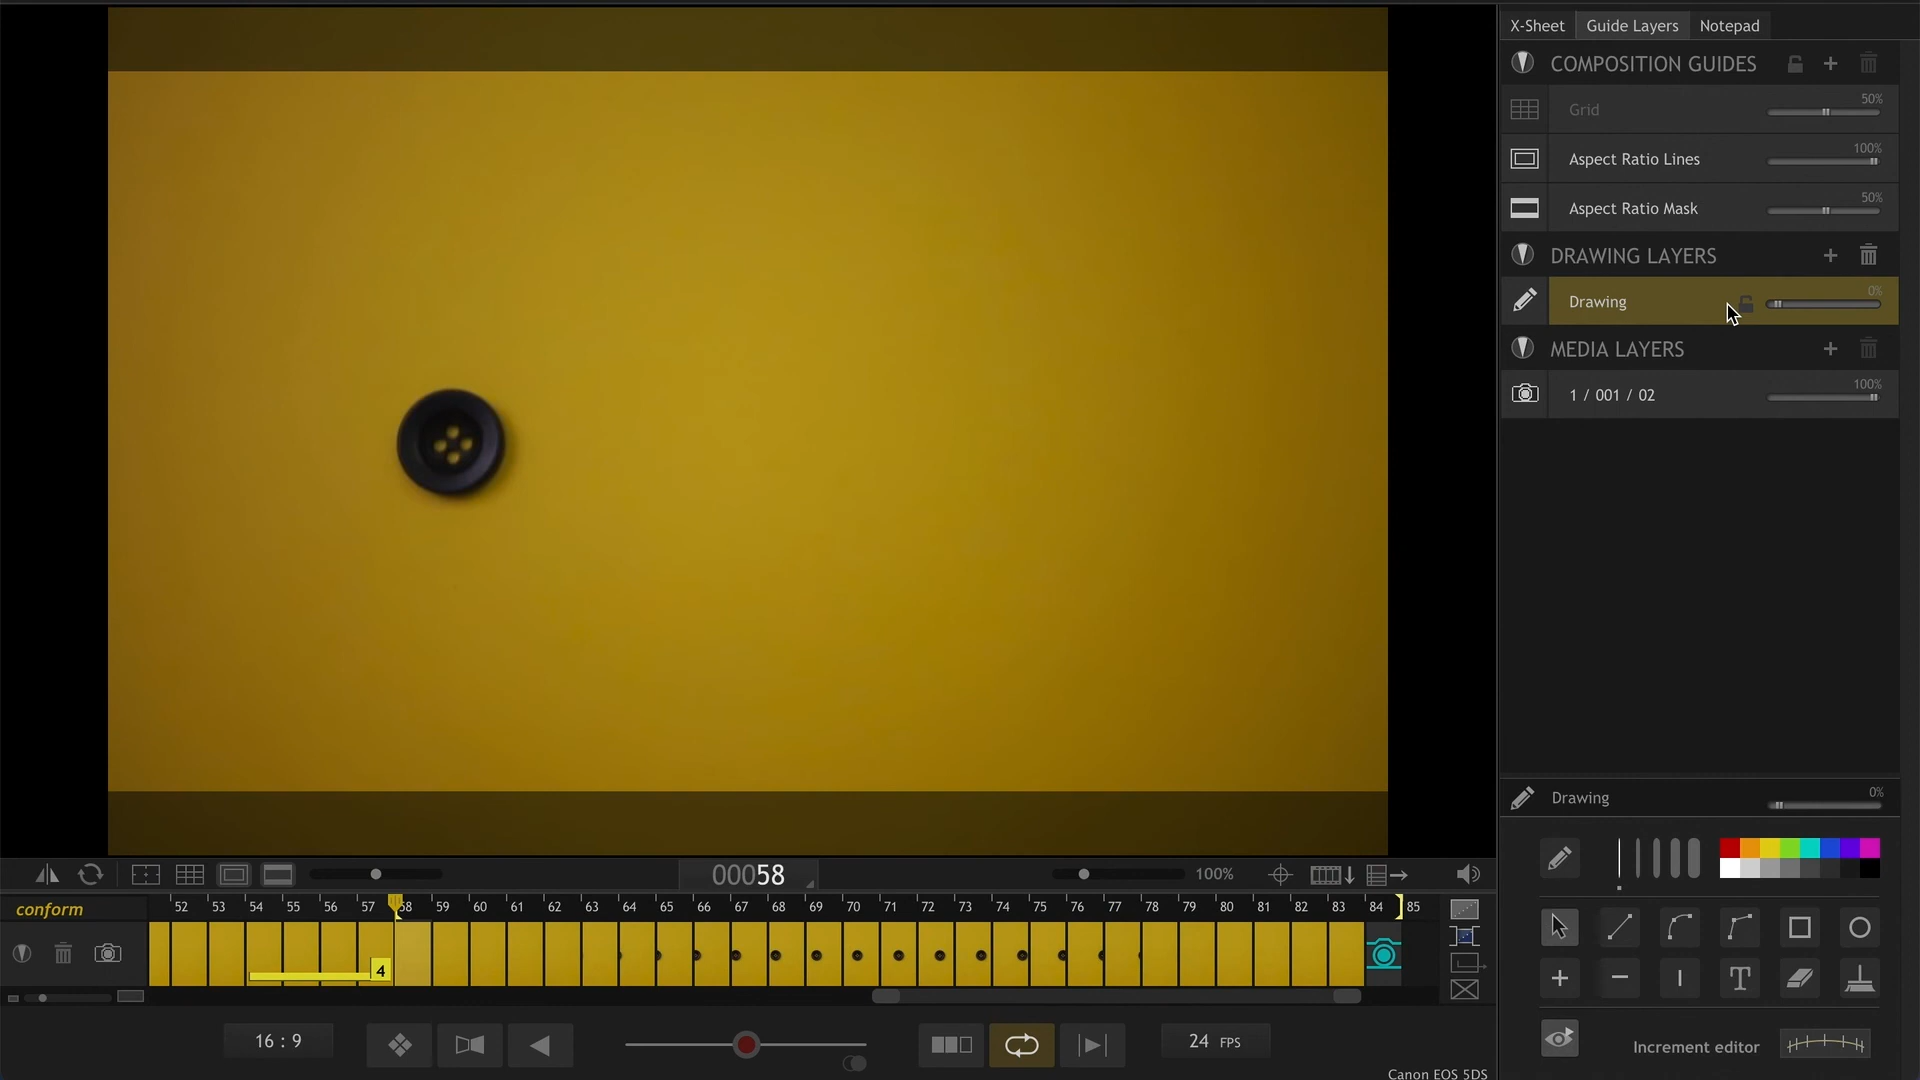 X-Sheet Guide Layers Notepad
COMPOSITION GUIDES
Grid 50%
Aspect Ratio Lines 100%
Aspect Ratio Mask 50%
DRAWING LAYERS
Drawing 0%
MEDIA LAYERS
1 / 001 / 02 100%
Drawing 0%
00058 100%
conform 52 53 54 55 56 57 58 59 60 61 62 63 64 65 66 67 68 69 70 71 72 73 74 75 76 77 78 79 80 81 82 83 84 85
4
T
16 : 9 24 FPS
Increment editor
Canon EOS 5DS